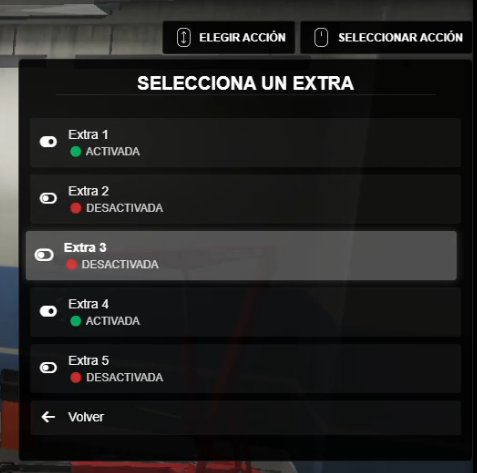 ELEGIR ACCIÓN
SELECCIONAR ACCIÓN
SELECCIONA UN EXTRA
Extra 1
ACTIVADA
Extra 2
DESACTIVADA
Extra 3
DESACTIVADA
Extra 4
ACTIVADA
Extra 5
DESACTIVADA
Volver